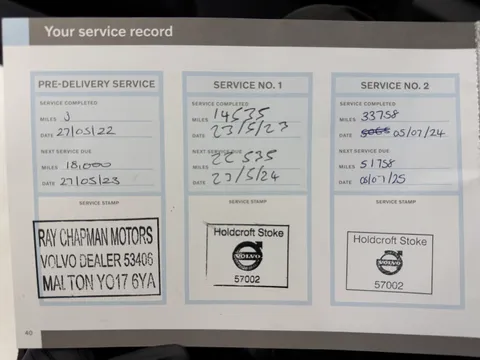 Your service record
PRE-DELIVERY SERVICE
SERVICE COMPLETED
MILES J
DATE 27/05/22
NEXT SERVICE DUE
MILES 18,000
DATE 27/05/23
SERVICE STAMP
RAY CHAPMAN MOTORS
VOLVO DEALER 53406
MALTON YO17 6YA
SERVICE NO. 1
SERVICE COMPLETED
MILES 14535
DATE 23/5/23
NEXT SERVICE DUE
MILES 22535
DATE 23/5/24
SERVICE STAMP
Holdcroft Stoke
VOLVO
57002
SERVICE NO. 2
SERVICE COMPLETED
MILES 33758
DATE 05/07/24
NEXT SERVICE DUE
MILES 51758
DATE 05/07/25
SERVICE STAMP
Holdcroft Stoke
VOLVO
57002
40